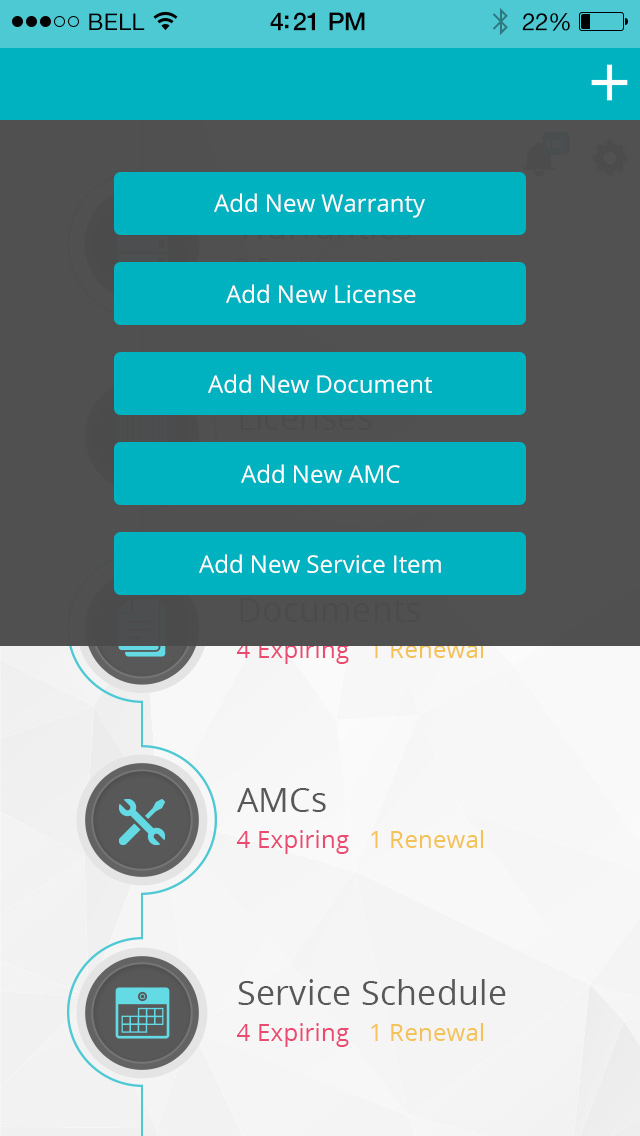 BELL 4:21 PM 22%
Add New Warranty
Add New License
Licenses
Add New Document
Add New AMC
Add New Service Item
Documents
4 Expiring 1 Renewal
AMCs
4 Expiring 1 Renewal
Service Schedule
4 Expiring 1 Renewal